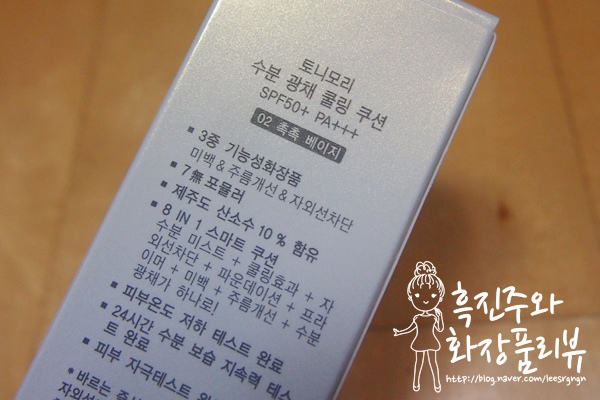 토니모리
수분 광채 쿨링 쿠션
SPF50+ PA+++
02 촉촉 베이지
▪ 3중 기능성화장품
미백 & 주름개선 & 자외선차단
▪ 7無 포뮬러
▪ 제주도 산소수 10% 함유
▪ 8 IN 1 스마트 쿠션
수분 미스트 + 쿨링효과 + 자
외선차단 + 파운데이션 + 프라
이머 + 미백 + 주름개선 + 수분
광채가 하나로!
▪ 피부온도 저하 테스트 완료
▪ 24시간 수분 보습 지속력 테스
트 완료
▪ 피부 자극테스트 완
• 바르는
자외선
흑진주와
화장품리뷰
http://blog.naver.com/leesrgngn